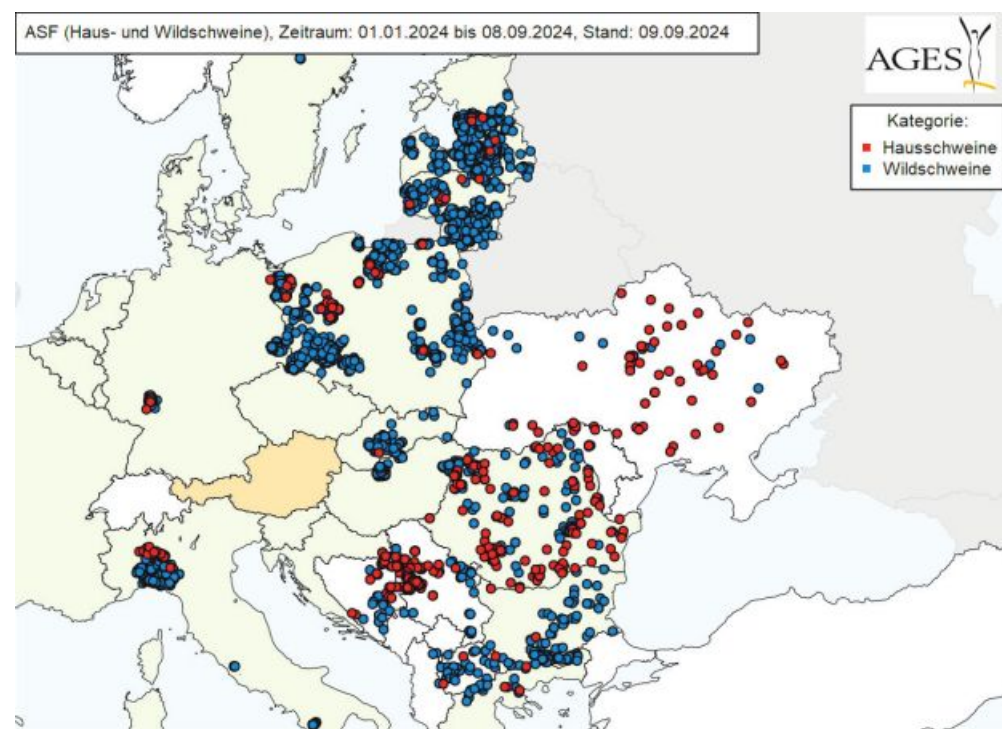 ASF (Haus- und Wildschweine), Zeitraum: 01.01.2024 bis 08.09.2024, Stand: 09.09.2024
AGES
Kategorie:
Hausschweine
Wildschweine